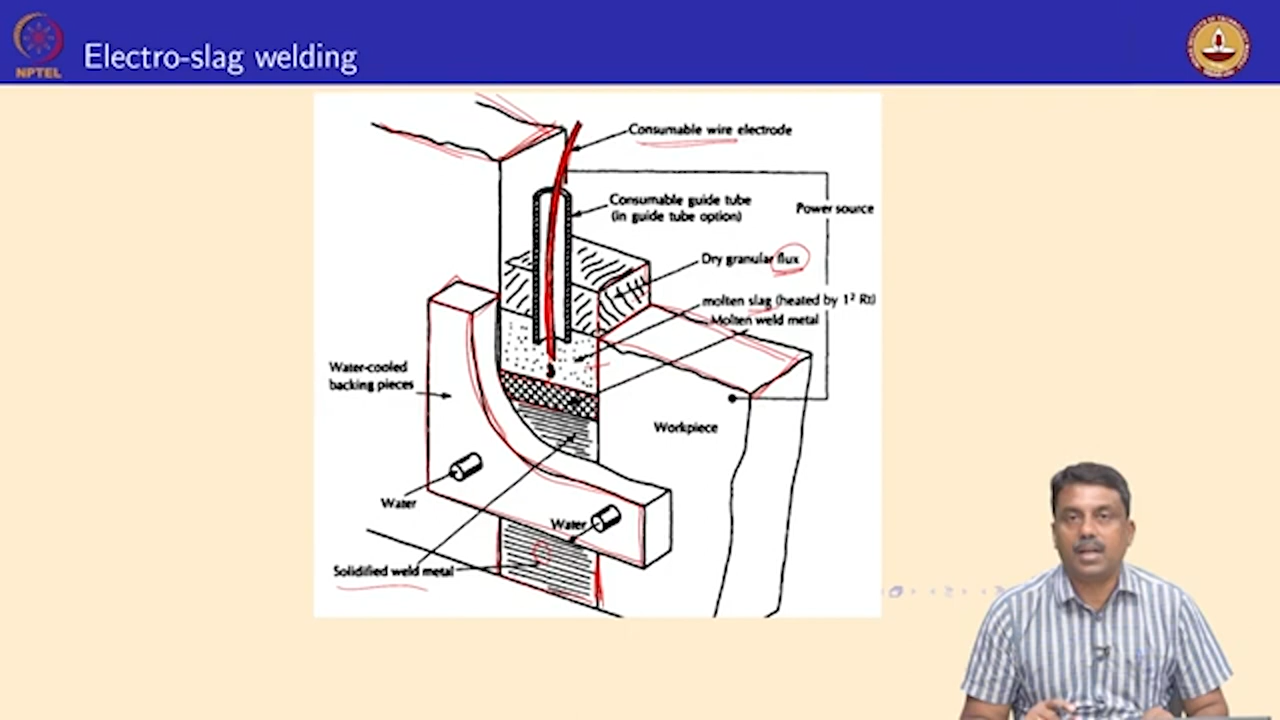 NPTEL
Electro-slag welding
Consumable wire electrode
Consumable guide tube
(in guide tube option)
Power source
Dry granular flux
molten slag (heated by I² Rt)
Molten weld metal
Water-cooled
backing pieces
Workpiece
Water
Water
Solidified weld metal